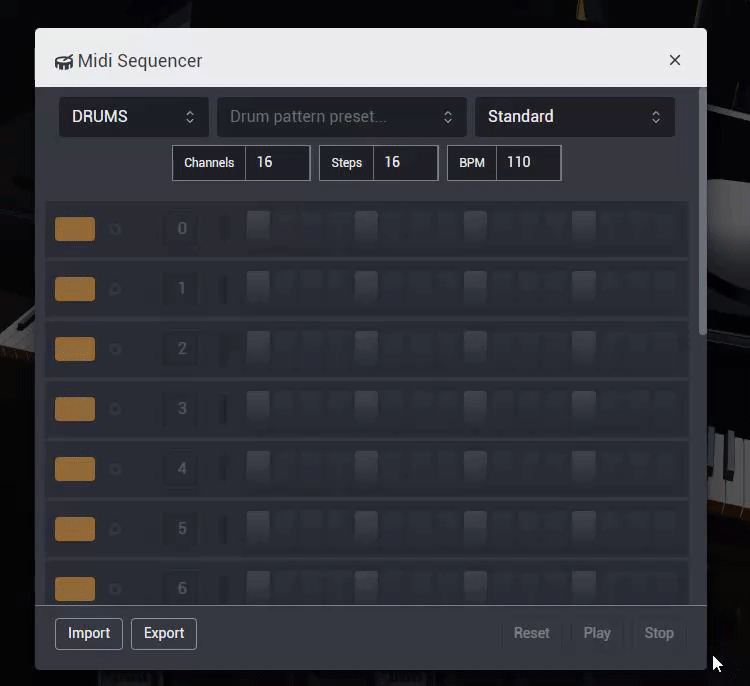 Midi Sequencer
DRUMS Drum pattern preset... Standard
Channels 16 Steps 16 BPM 110
0
1
2
3
4
5
6
Import Export Reset Play Stop